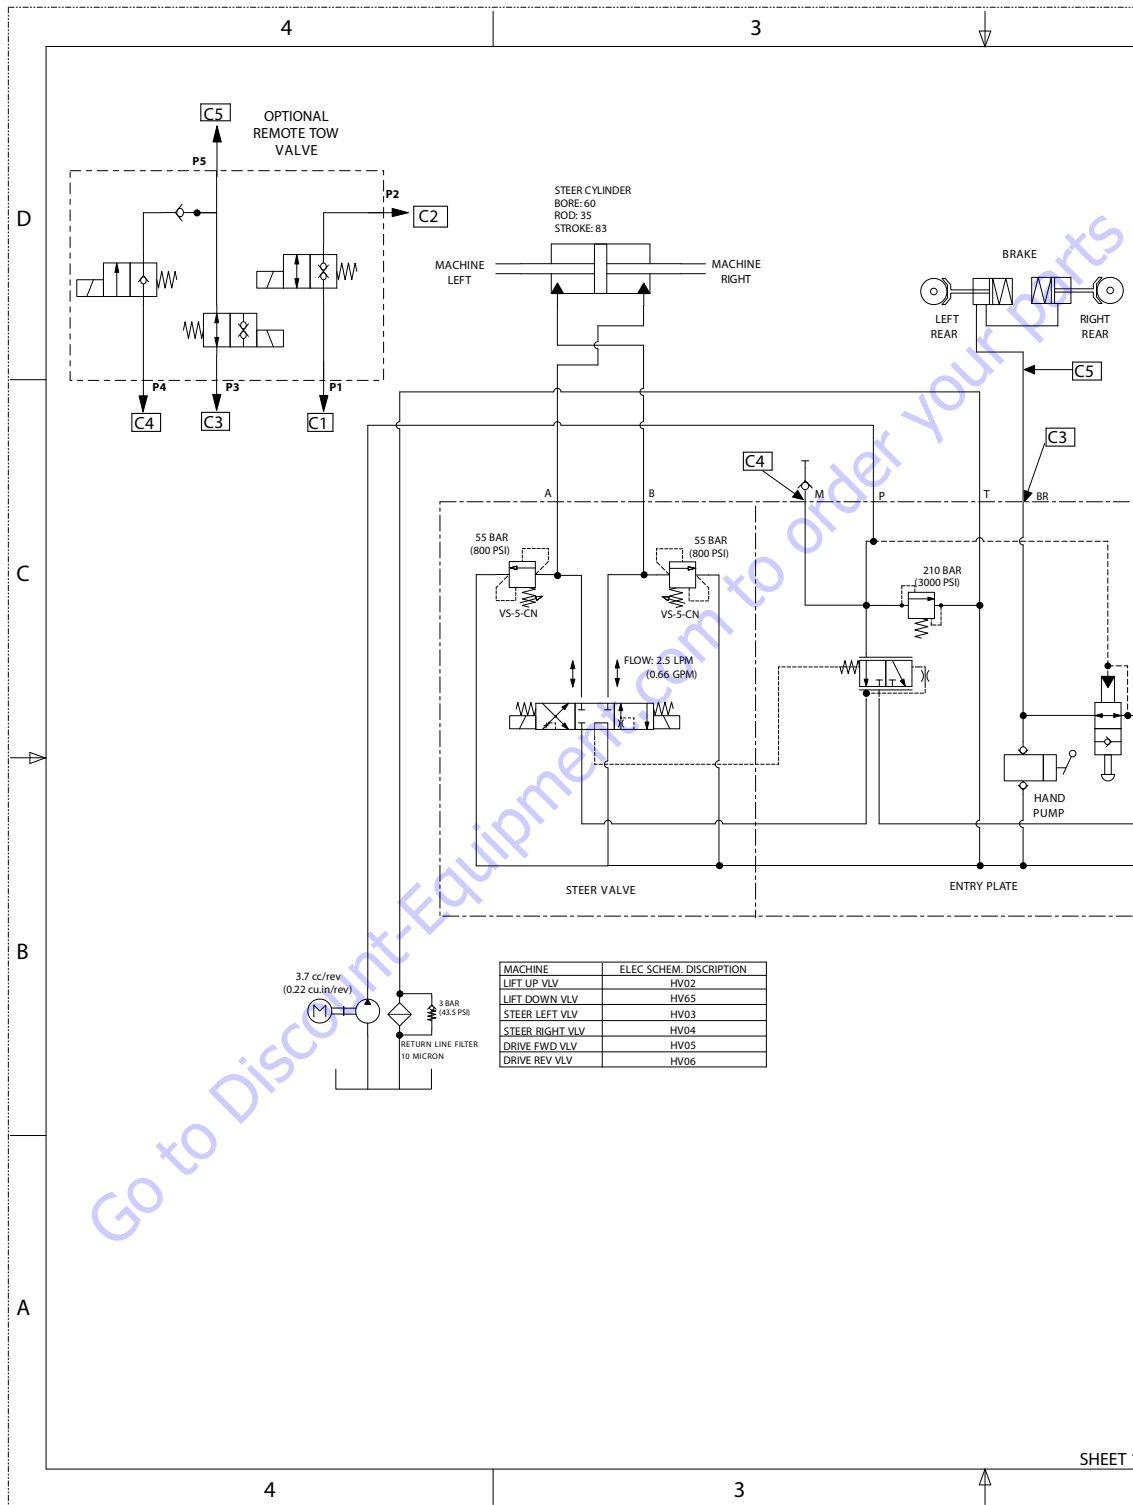 4
3
C5
OPTIONAL
REMOTE TOW
VALVE
P5
P2
C2
D
STEER CYLINDER
BORE: 60
ROD: 35
STROKE: 83
MACHINE
LEFT
MACHINE
RIGHT
BRAKE
LEFT
REAR
RIGHT
REAR
C5
P4
P3
P1
C4
C3
C1
C3
C4
A
B
M
P
T
BR
C
55 BAR
(800 PSI)
VS-5-CN
55 BAR
(800 PSI)
VS-5-CN
210 BAR
(3000 PSI)
FLOW: 2.5 LPM
(0.66 GPM)
HAND
PUMP
STEER VALVE
ENTRY PLATE
B
3.7 cc/rev
(0.22 cu.in/rev)
M
3 BAR
(43.5 PSI)
RETURN LINE FILTER
10 MICRON
MACHINE ELEC SCHEM. DISCRIPTION
LIFT UP VLV HV02
LIFT DOWN VLV HV65
STEER LEFT VLV HV03
STEER RIGHT VLV HV04
DRIVE FWD VLV HV05
DRIVE REV VLV HV06
A
SHEET
4
3
Go to Discount-Equipment.com to order your parts